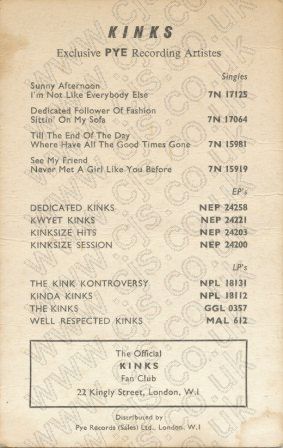 KINKS
Exclusive PYE Recording Artistes
Singles
Sunny Afternoon
I'm Not Like Everybody Else 7N 17125
Dedicated Follower Of Fashion
Sittin' On My Sofa 7N 17064
Till The End Of The Day
Where Have All The Good Times Gone 7N 15981
See My Friend
Never Met A Girl Like You Before 7N 15919
EP's
DEDICATED KINKS NEP 24258
KWYET KINKS NEP 24221
KINKSIZE HITS NEP 24203
KINKSIZE SESSION NEP 24200
LP's
THE KINK KONTROVERSY NPL 18131
KINDA KINKS NPL 18112
THE KINKS GGL 0357
WELL RESPECTED KINKS MAL 612
The Official
KINKS
Fan Club
22 Kingly Street, London, W.1
Distributed by
Pye Records (Sales) Ltd., London, W.1